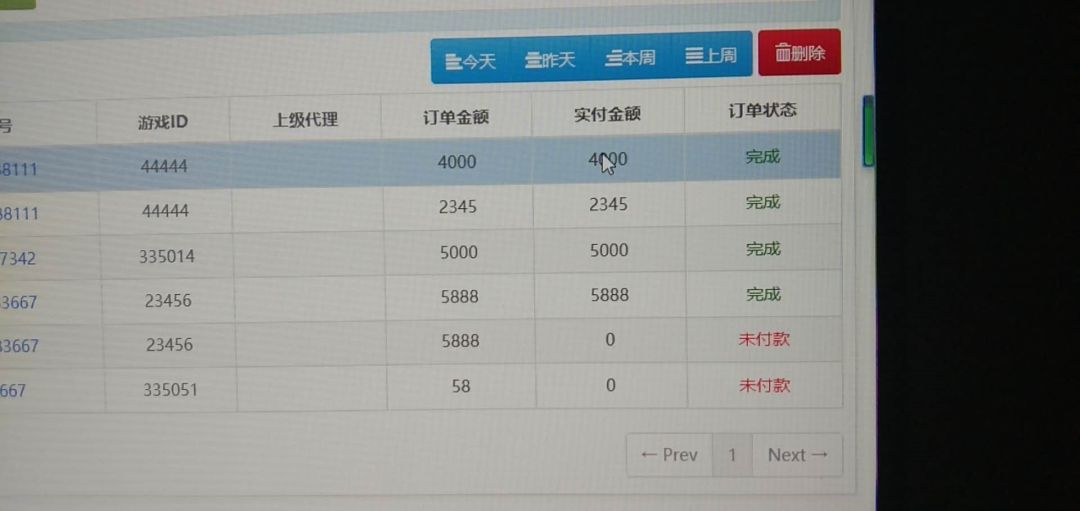 今天 昨天 本周 上周 删除
号 游戏ID 上级代理 订单金额 实付金额 订单状态
8111 44444 4000 4000 完成
88111 44444 2345 2345 完成
7342 335014 5000 5000 完成
3667 23456 5888 5888 完成
83667 23456 5888 0 未付款
667 335051 58 0 未付款
← Prev 1 Next →